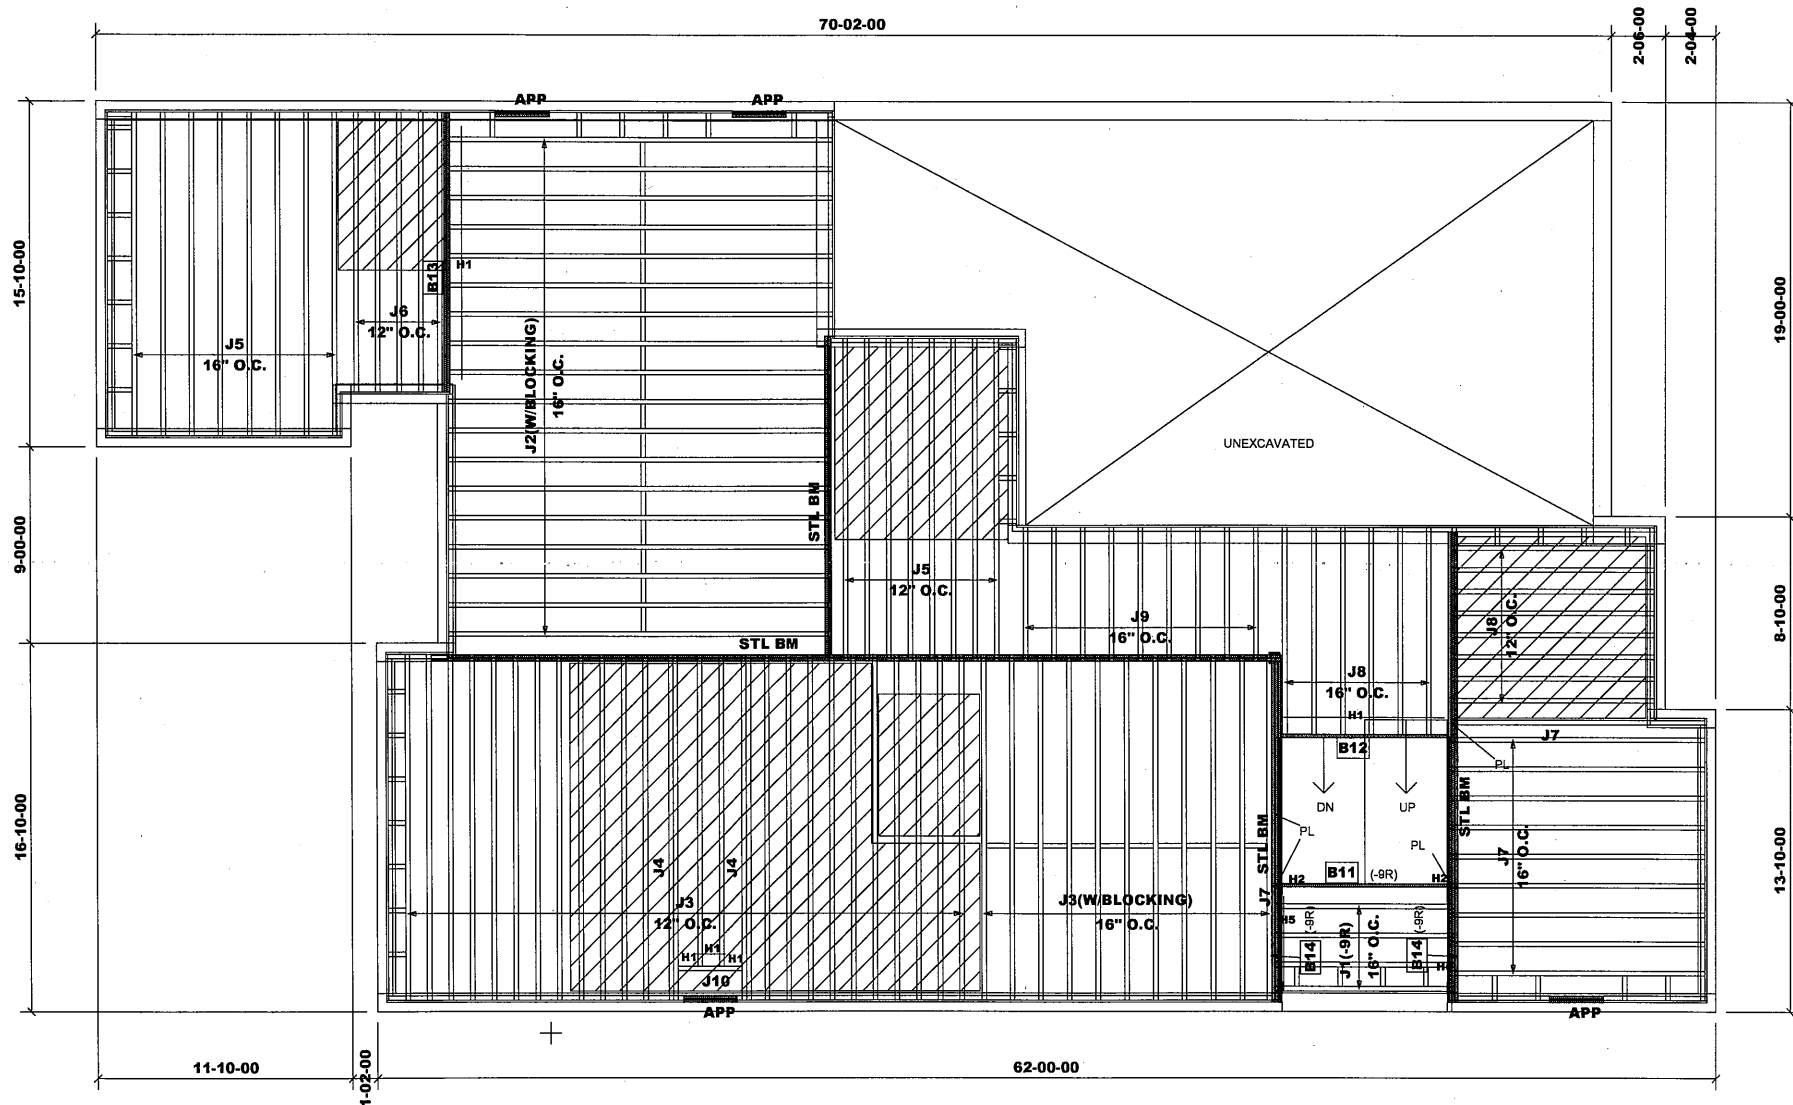 70-02-00
2-06-00
2-04-00
APP
APP
15-10-00
19-00-00
H1
B13
J6
12" O.C.
J5
16" O.C.
J2(W/BLOCKING)
16" O.C.
UNEXCAVATED
STL BM
9-00-00
J5
12" O.C.
J9
16" O.C.
J8
12" O.C.
8-10-00
STL BM
J8
16" O.C.
H1
B12
J7
PL
DN
UP
STL BM
16-10-00
J4
J4
STL BM
PL
PL
J7
16" O.C.
13-10-00
H2
B11
(-9R)
H2
J3
12" O.C.
J3(W/BLOCKING)
16" O.C.
J7
H5
(-9R)
B14
J1(-9R)
16" O.C.
(-9R)
B14
H1
H1
H1
J10
APP
APP
11-10-00
1-02-00
62-00-00